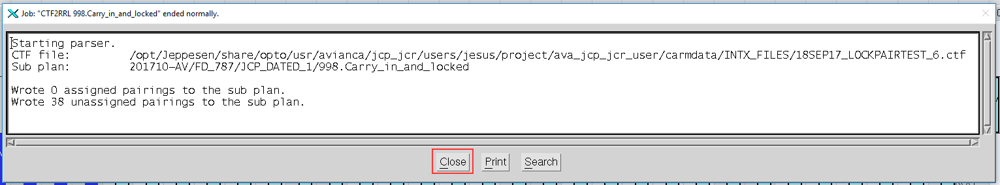 Job: "CTF2RRL 998.Carry_in_and_locked" ended normally.
Starting parser.
CTF file: /opt/Jeppesen/share/opto/usr/avianca/jcp_jcr/users/jesus/project/ava_jcp_jcr_user/carmdata/INTX_FILES/18SEP17_LOCKPAIRTEST_6.ctf
Sub plan: 201710-AV/FD_787/JCP_DATED_1/998.Carry_in_and_locked
Wrote 0 assigned pairings to the sub plan.
Wrote 38 unassigned pairings to the sub plan.
Close Print Search